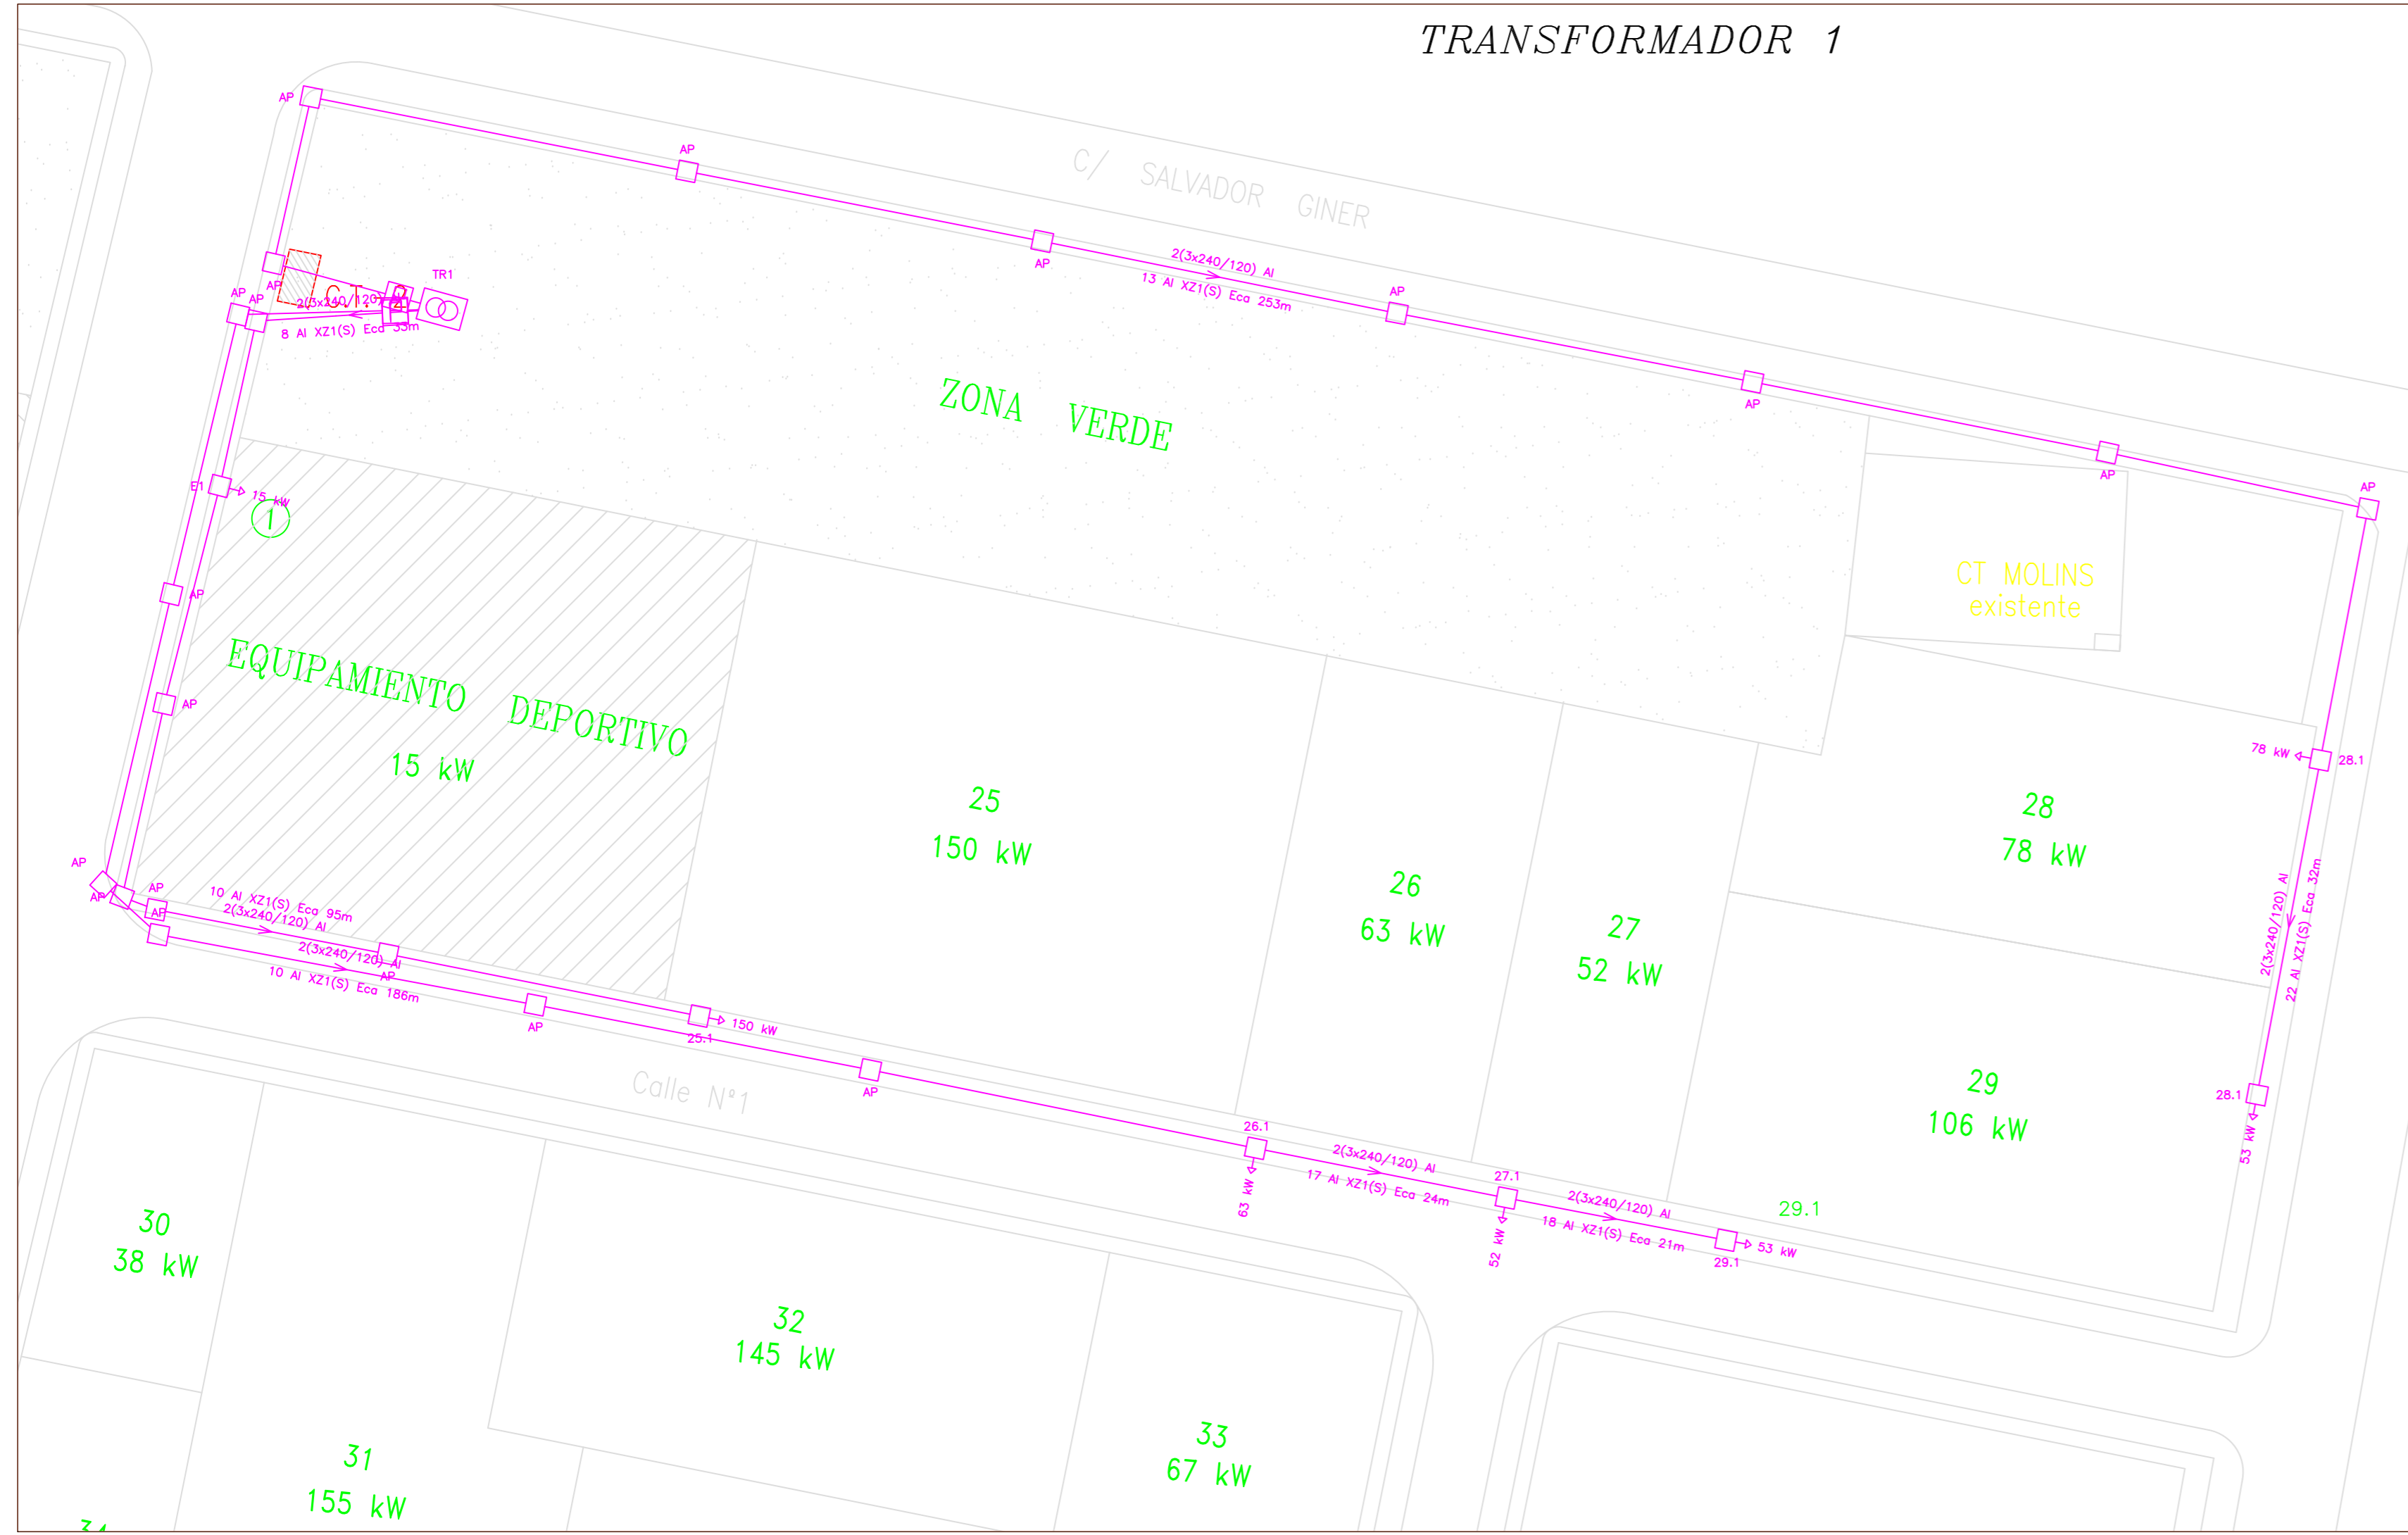 TRANSFORMADOR 1
AP
AP
C/ SALVADOR GINER
AP
2(3x240/120) Al
13 Al XZ1(S) Eca 253m
AP
AP
AP
AP
TR1
AP
AP
AP
C.T. 2
2(3x240/120) Al
8 Al XZ1(S) Eca 33m
ZONA VERDE
E1
15 kW
1
CT MOLINS
existente
AP
EQUIPAMIENTO DEPORTIVO
15 kW
AP
25
150 kW
26
63 kW
27
52 kW
28
78 kW
78 kW
28.1
29
106 kW
2(3x240/120) Al
22 Al XZ1(S) Eca 32m
28.1
53 kW
AP
AP
AP
AP
10 Al XZ1(S) Eca 95m
2(3x240/120) Al
2(3x240/120) Al
AP
10 Al XZ1(S) Eca 186m
AP
25.1
150 kW
AP
Calle Nº1
26.1
63 kW
2(3x240/120) Al
17 Al XZ1(S) Eca 24m
27.1
52 kW
2(3x240/120) Al
18 Al XZ1(S) Eca 21m
29.1
53 kW
29.1
30
38 kW
31
155 kW
32
145 kW
33
67 kW